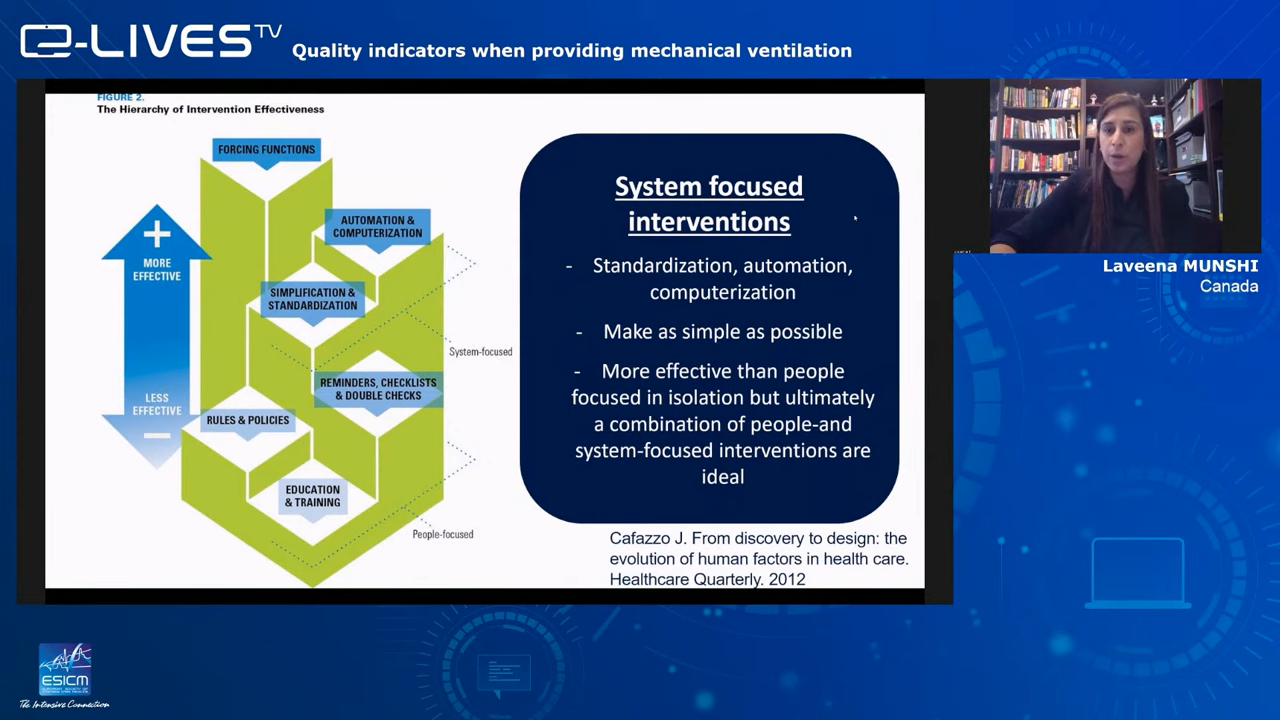 e-LIVES TV
Quality indicators when providing mechanical ventilation
FIGURE 2.
The Hierarchy of Intervention Effectiveness
FORCING FUNCTIONS
AUTOMATION &
COMPUTERIZATION
+
MORE
EFFECTIVE
SIMPLIFICATION &
STANDARDIZATION
System-focused
REMINDERS, CHECKLISTS
& DOUBLE CHECKS
LESS
EFFECTIVE
RULES & POLICIES
EDUCATION
& TRAINING
People-focused
System focused
interventions
- Standardization, automation,
computerization
- Make as simple as possible
- More effective than people
focused in isolation but ultimately
a combination of people-and
system-focused interventions are
ideal
Cafazzo J. From discovery to design: the
evolution of human factors in health care.
Healthcare Quarterly. 2012
Laveena MUNSHI
Canada
ESICM
The Intensive Connection